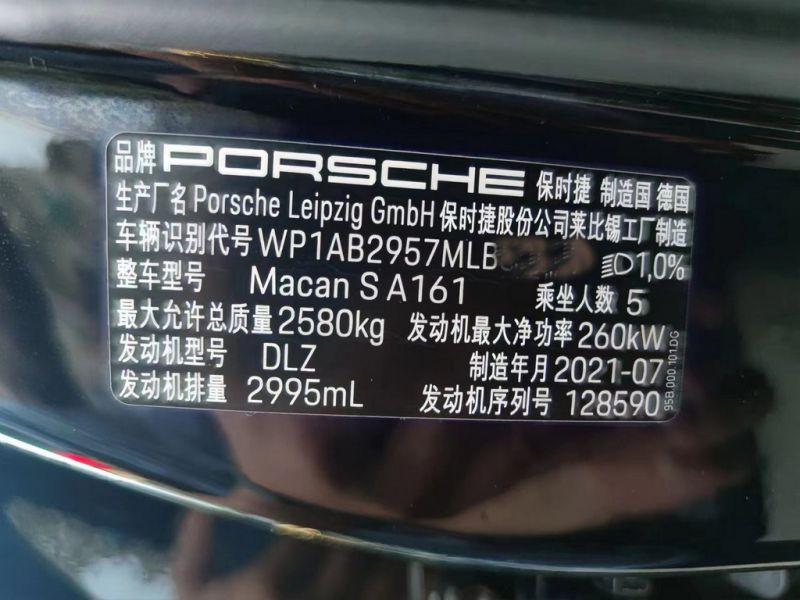 品牌 PORSCHE 保时捷 制造国 德国
生产厂名 Porsche Leipzig GmbH 保时捷股份公司莱比锡工厂制造
车辆识别代号 WP1AB2957MLB 1,0%
整车型号 Macan S A161 乘坐人数 5
最大允许总质量 2580kg 发动机最大净功率 260kW
发动机型号 DLZ 制造年月 2021-07
发动机排量 2995mL 发动机序列号 128590
95B.000.101.DG